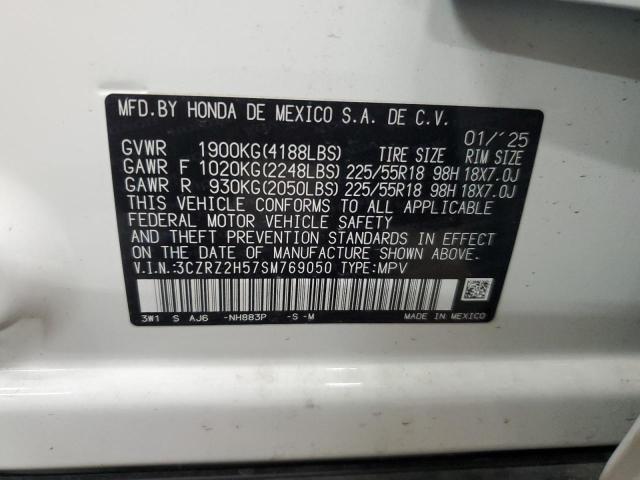 MFD.BY HONDA DE MEXICO S.A. DE C.V.
01/'25
GVWR 1900KG(4188LBS) TIRE SIZE RIM SIZE
GAWR F 1020KG(2248LBS) 225/55R18 98H 18X7.0J
GAWR R 930KG(2050LBS) 225/55R18 98H 18X7.0J
THIS VEHICLE CONFORMS TO ALL APPLICABLE
FEDERAL MOTOR VEHICLE SAFETY
AND THEFT PREVENTION STANDARDS IN EFFECT
ON THE DATE OF MANUFACTURE SHOWN ABOVE.
V.I.N.:3CZRZ2H57SM769050 TYPE:MPV
3W1 S AJ6 -NH883P -S -M MADE IN MEXICO